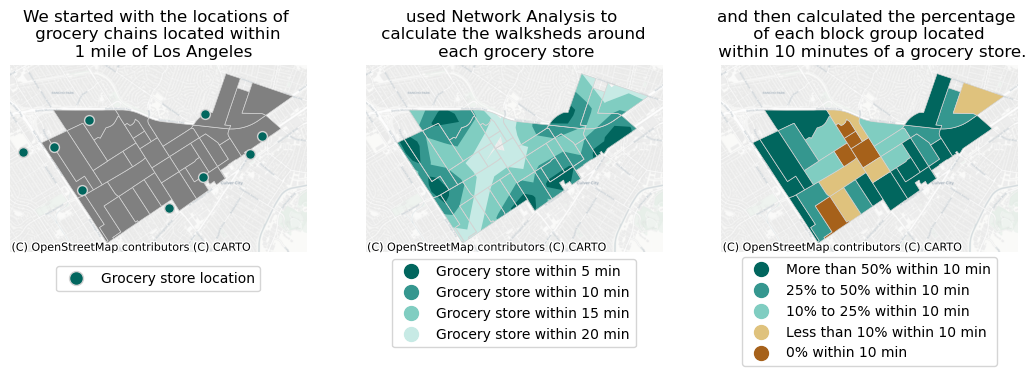 We started with the locations of
grocery chains located within
1 mile of Los Angeles
(C) OpenStreetMap contributors (C) CARTO
Grocery store location
used Network Analysis to
calculate the walksheds around
each grocery store
(C) OpenStreetMap contributors (C) CARTO
Grocery store within 5 min
Grocery store within 10 min
Grocery store within 15 min
Grocery store within 20 min
and then calculated the percentage
of each block group located
within 10 minutes of a grocery store.
(C) OpenStreetMap contributors (C) CARTO
More than 50% within 10 min
25% to 50% within 10 min
10% to 25% within 10 min
Less than 10% within 10 min
0% within 10 min